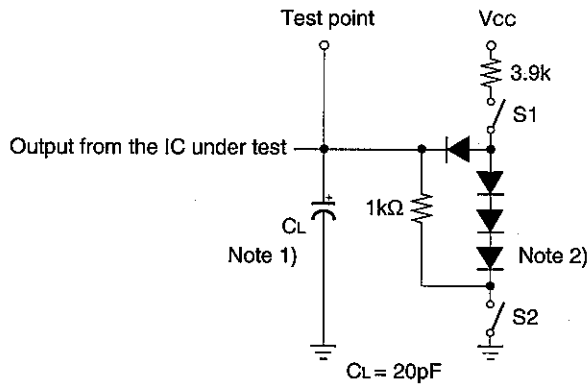 Test point
Vcc
3.9k
S1
Output from the IC under test
+
CL
1kΩ
Note 1)
Note 2)
S2
CL = 20pF